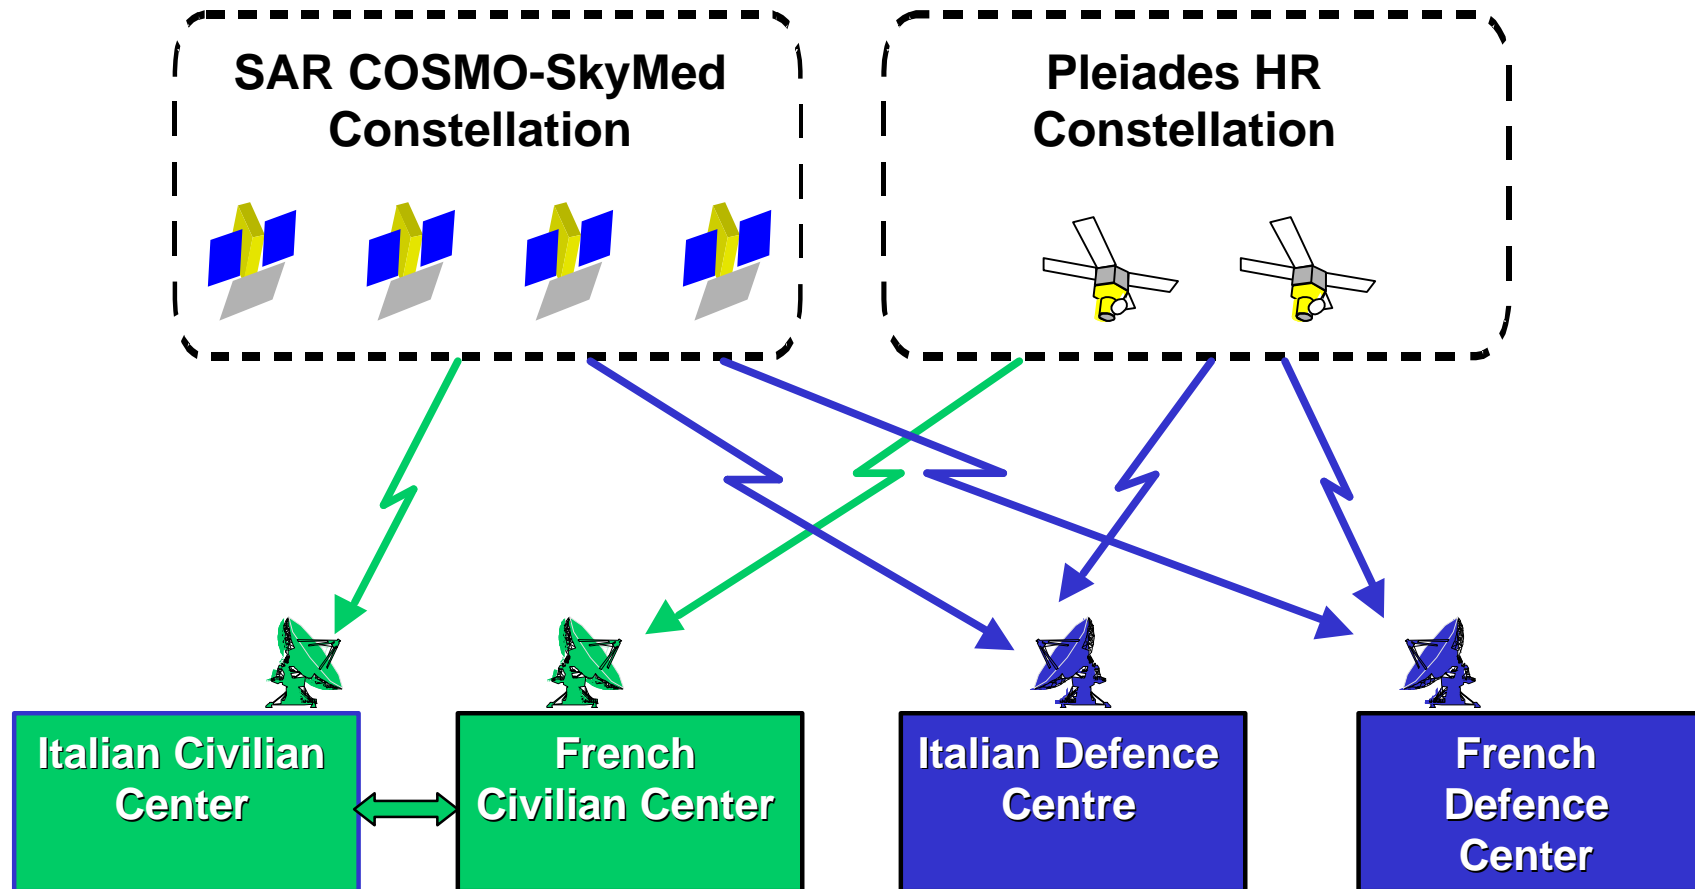 SAR COSMO-SkyMed
Constellation
Pleiades HR
Constellation
Italian Civilian
Center
French
Civilian Center
Italian Defence
Centre
French
Defence
Center